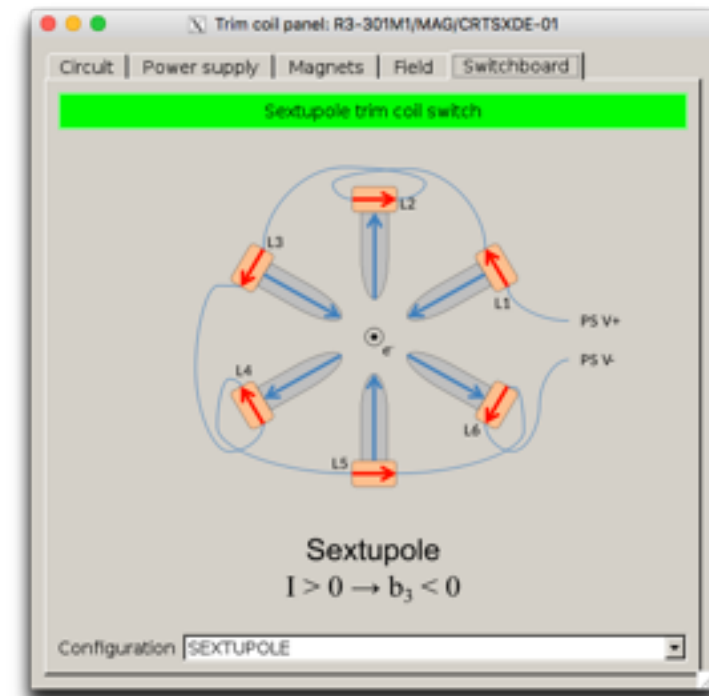 Trim coil panel: R3-301M1/MAG/CRTSXDE-01
Circuit Power supply Magnets Field Switchboard
Sextupole trim coil switch
L2
L3
L1
PS V+
e-
PS V-
L4
L6
L5
Sextupole
I > 0 → b₃ < 0
Configuration SEXTUPOLE